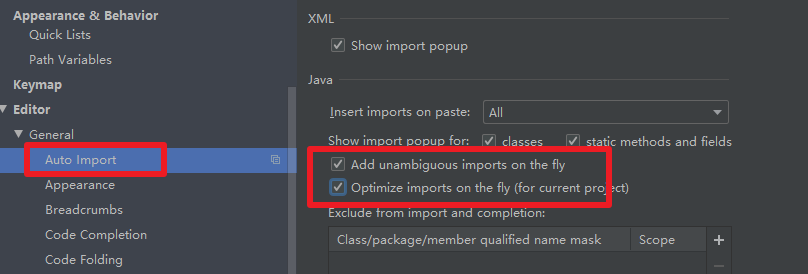 Appearance & Behavior
Quick Lists
Path Variables
Keymap
Editor
General
Auto Import
Appearance
Breadcrumbs
Code Completion
Code Folding
XML
Show import popup
Java
Insert imports on paste: All
Show import popup for: classes static methods and fields
Add unambiguous imports on the fly
Optimize imports on the fly (for current project)
Exclude from import and completion:
Class/package/member qualified name mask Scope